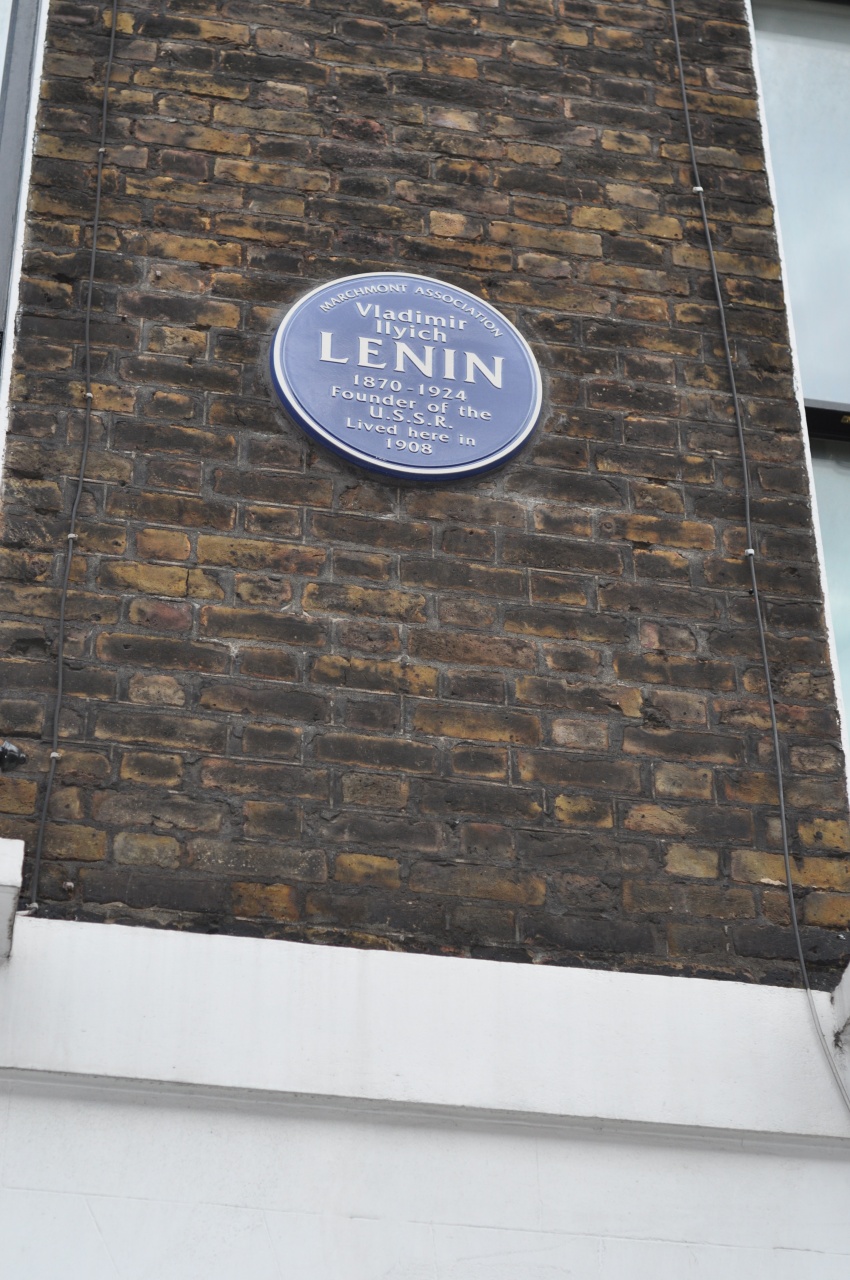 MARCHMONT ASSOCIATION
Vladimir
Ilyich
LENIN
1870-1924
Founder of the
U.S.S.R.
Lived here in
1908